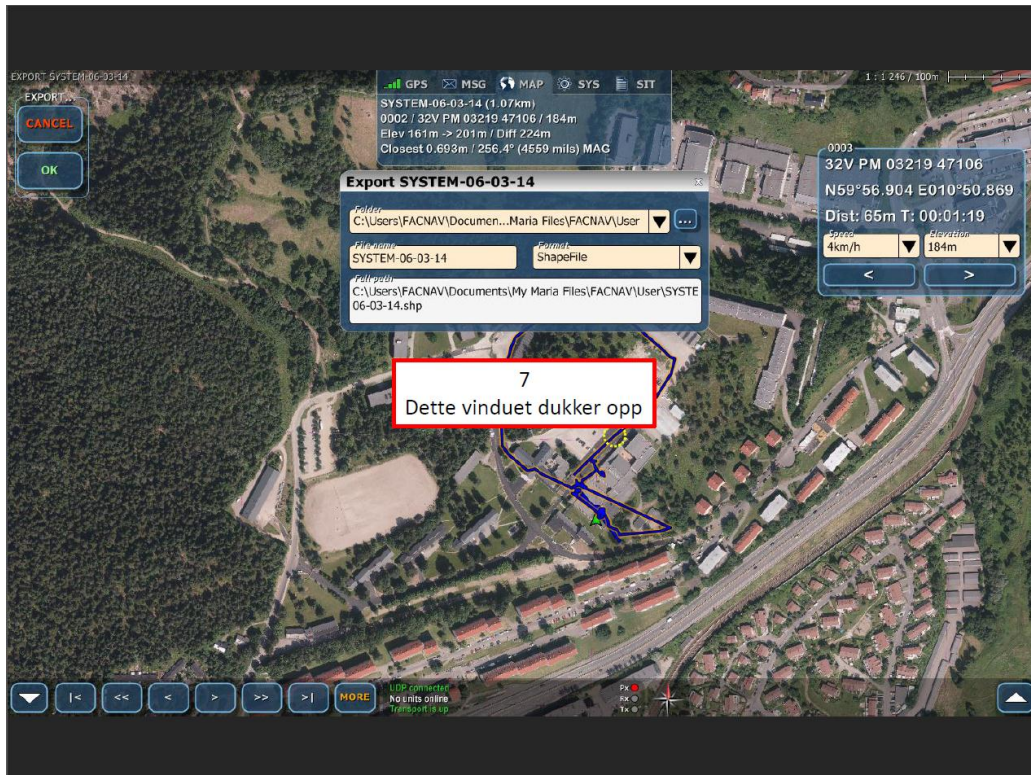 EXPORT SYSTEM-06-03-14
EXPORT...
CANCEL
OK
GPS MSG MAP SYS SIT
SYSTEM-06-03-14 (1.07km)
0002 / 32V PM 03219 47106 / 184m
Elev 161m -> 201m / Diff 224m
Closest 0.693m / 256.4° (4559 mils) MAG
1 : 1 246 / 100m
0003
32V PM 03219 47106
N59°56.904 E010°50.869
Dist: 65m T: 00:01:19
Speed Elevation
4km/h 184m
< >
Export SYSTEM-06-03-14
x
Folder
C:\Users\FACNAV\Documen...Maria Files\FACNAV\User
...
File name Format
SYSTEM-06-03-14 ShapeFile
Full path
C:\Users\FACNAV\Documents\My Maria Files\FACNAV\User\SYSTE
06-03-14.shp
7
Dette vinduet dukker opp
|< << < > >> >| MORE
UDP connected
No units online
Transport is up
Px
Rx
Tx